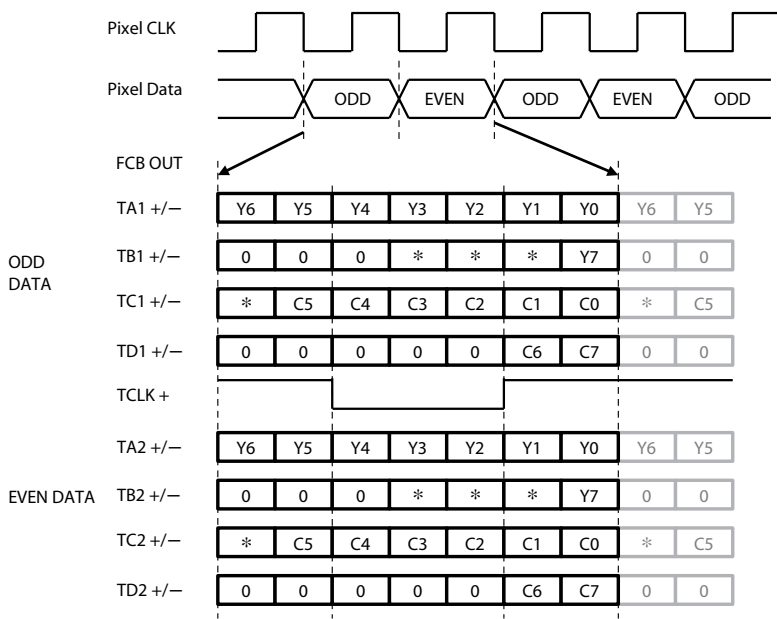 Pixel CLK
Pixel Data ODD EVEN ODD EVEN ODD
FCB OUT
TA1 +/− Y6 Y5 Y4 Y3 Y2 Y1 Y0 Y6 Y5
ODD DATA
TB1 +/− 0 0 0 * * * Y7 0 0
TC1 +/− * C5 C4 C3 C2 C1 C0 * C5
TD1 +/− 0 0 0 0 0 C6 C7 0 0
TCLK +
TA2 +/− Y6 Y5 Y4 Y3 Y2 Y1 Y0 Y6 Y5
EVEN DATA TB2 +/− 0 0 0 * * * Y7 0 0
TC2 +/− * C5 C4 C3 C2 C1 C0 * C5
TD2 +/− 0 0 0 0 0 C6 C7 0 0